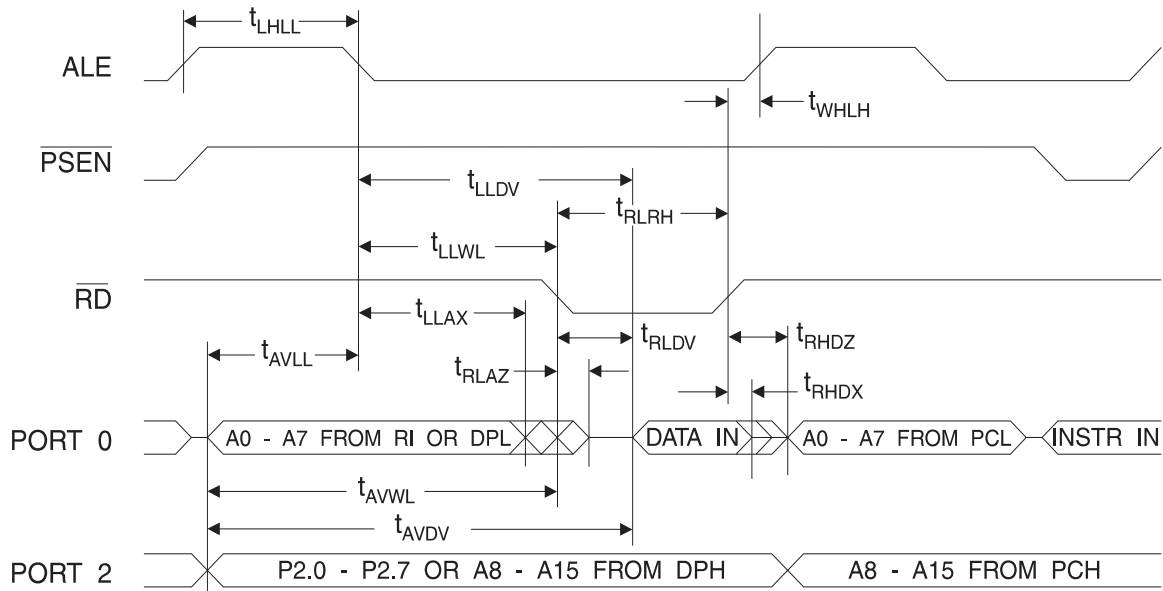 tLHLL
ALE
tWHLH
PSEN
tLLDV
tRLRH
tLLWL
RD
tLLAX
tRLDV
tRHDZ
tAVLL
tRLAZ
tRHDX
PORT 0
A0 - A7 FROM RI OR DPL
DATA IN
A0 - A7 FROM PCL
INSTR IN
tAVWL
tAVDV
PORT 2
P2.0 - P2.7 OR A8 - A15 FROM DPH
A8 - A15 FROM PCH